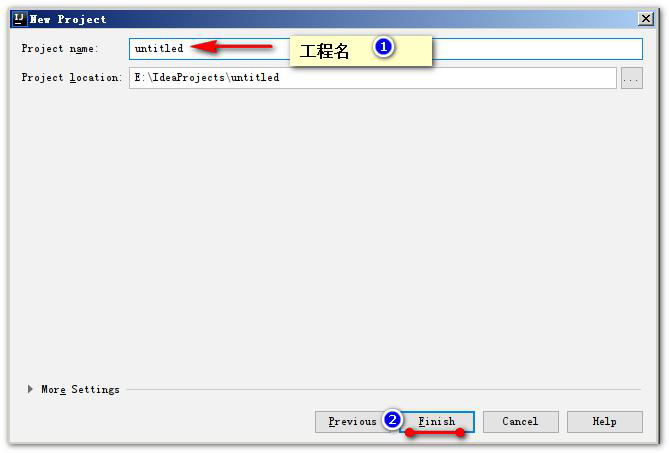 IJ New Project
Project name: untitled 工程名 1
Project location: E:\IdeaProjects\untitled ...
More Settings
Previous 2 Finish Cancel Help